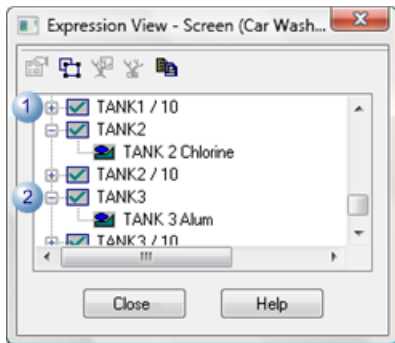 Expression View - Screen (Car Wash...
1 TANK1 / 10
TANK2
TANK 2 Chlorine
TANK2 / 10
2 TANK3
TANK 3 Alum
TANK3 / 10
Close Help